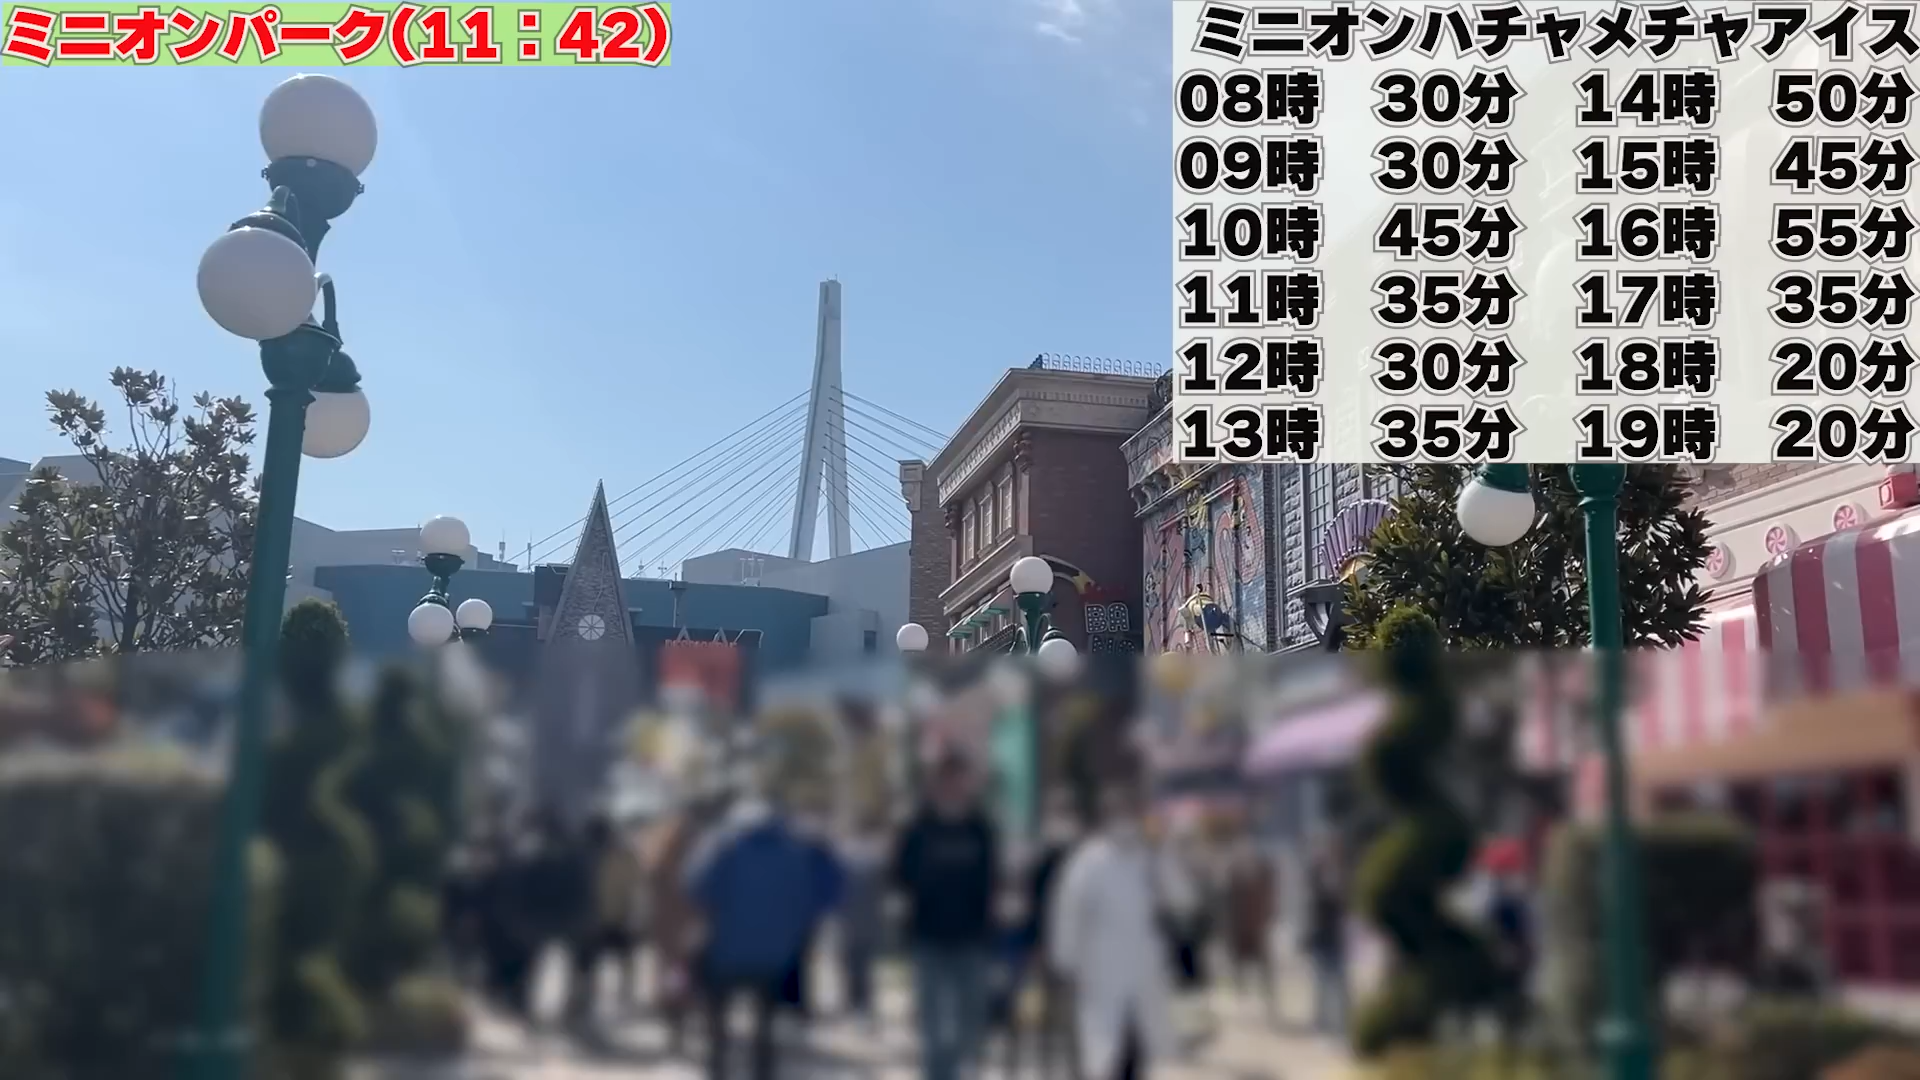 ミニオンパーク(11：42)
ミニオンハチャメチャアイス
08時 30分 14時 50分
09時 30分 15時 45分
10時 45分 16時 55分
11時 35分 17時 35分
12時 30分 18時 20分
13時 35分 19時 20分
BA